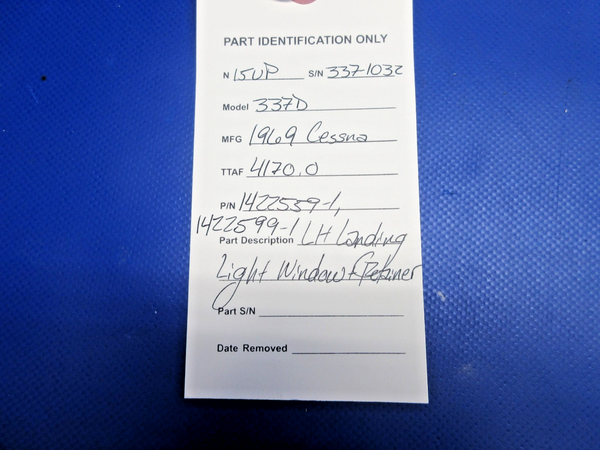 PART IDENTIFICATION ONLY
N 15UP S/N 337-1032
Model 337D
MFG 1969 Cessna
TTAF 4170.0
P/N 1422559-1,
1422599-1
Part Description LH Landing
Light Window & Retainer
Part S/N
Date Removed